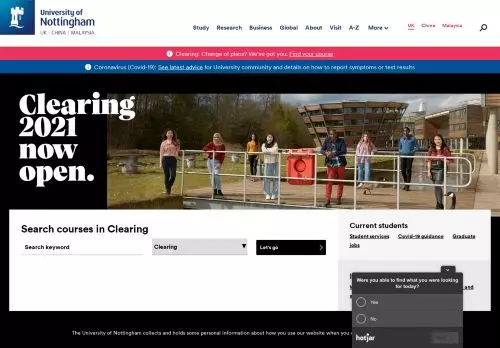 University of
Nottingham
UK | CHINA | MALAYSIA
Study Research Business Global About Visit A-Z More UK China Malaysia
Clearing: Change of plans? We've got you. Find your course
Coronavirus (Covid-19): See latest advice for University community and details on how to report symptoms or test results
Clearing
2021
now
open.
Search courses in Clearing
Search keyword Clearing Let's go
Current students
Student services Covid-19 guidance Graduate
jobs
Were you able to find what you were looking
for today?
Yes
No
and
hotjar
The University of Nottingham collects and holds some personal information about how you use our website when you